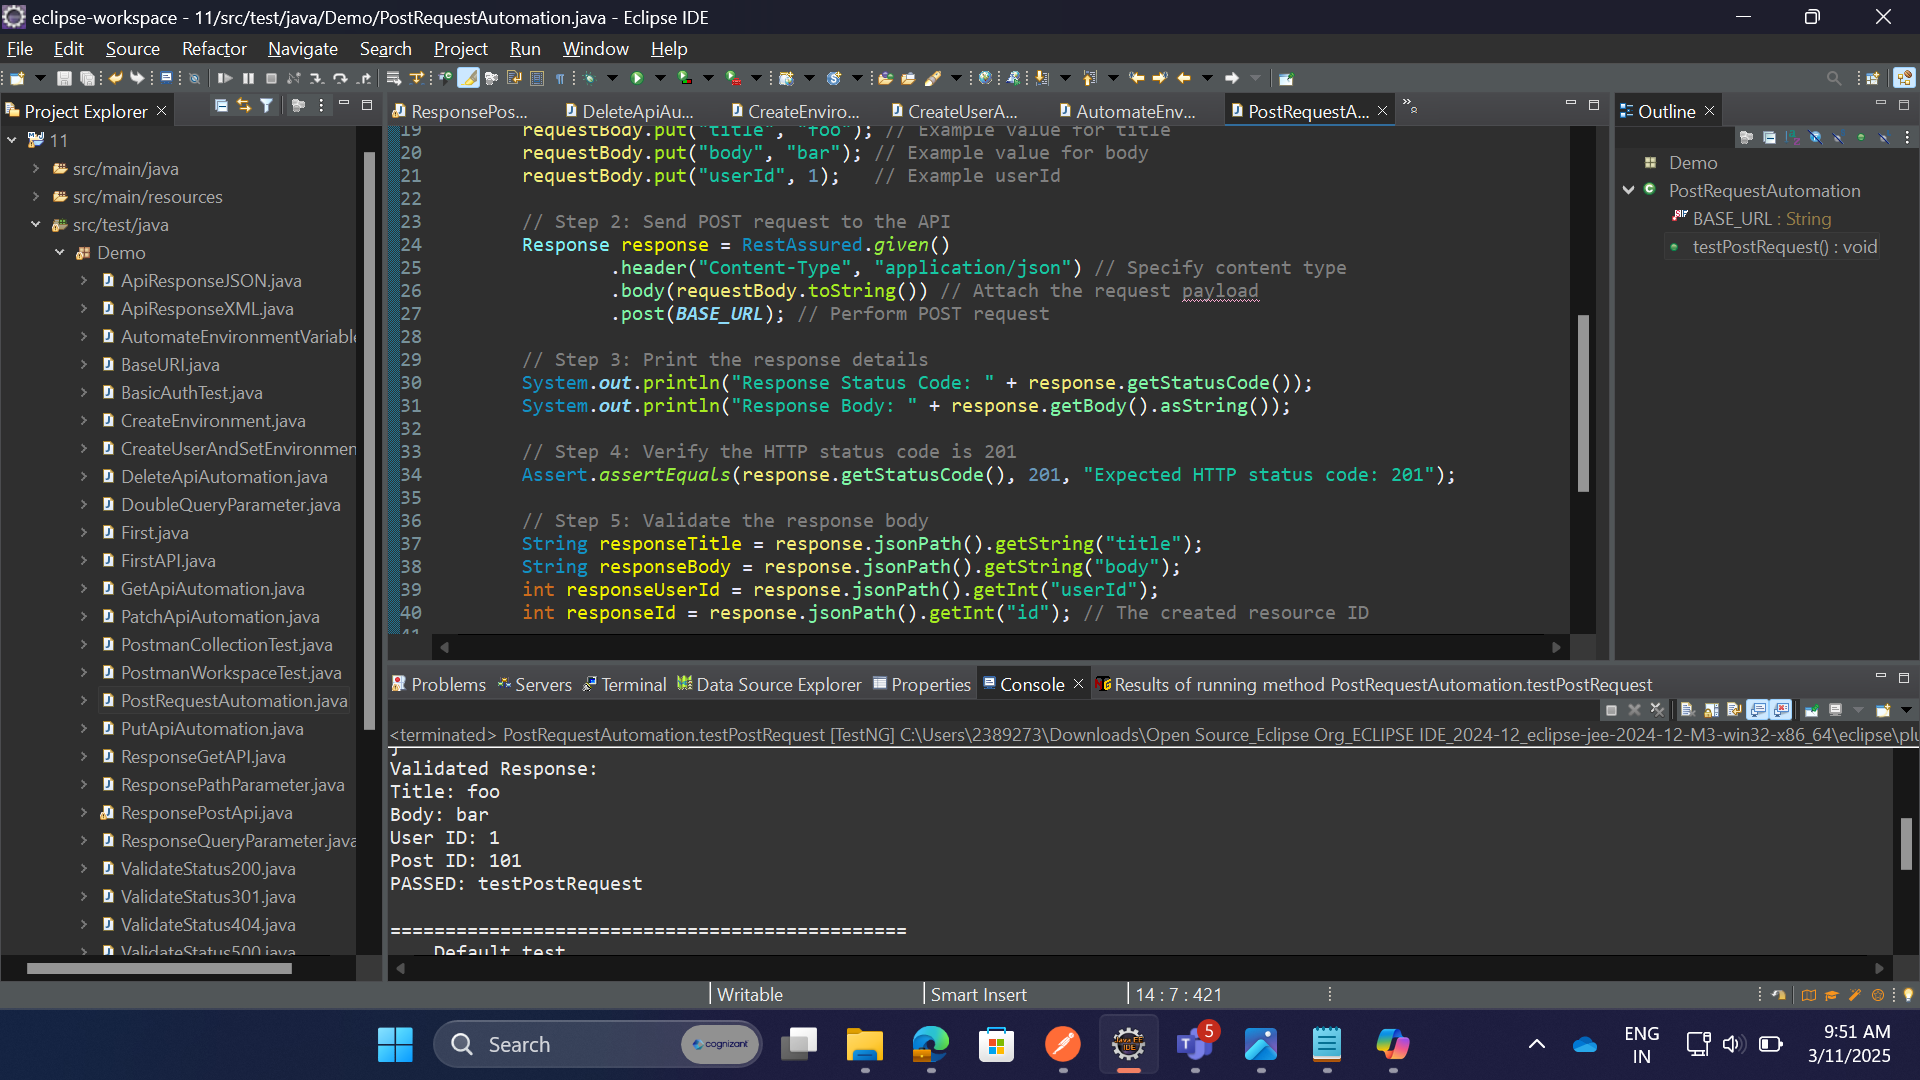 eclipse-workspace - 11/src/test/java/Demo/PostRequestAutomation.java - Eclipse IDE
File Edit Source Refactor Navigate Search Project Run Window Help
Project Explorer
11
src/main/java
src/main/resources
src/test/java
Demo
ApiResponseJSON.java
ApiResponseXML.java
AutomateEnvironmentVariable
BaseURI.java
BasicAuthTest.java
CreateEnvironment.java
CreateUserAndSetEnvironmen
DeleteApiAutomation.java
DoubleQueryParameter.java
First.java
FirstAPI.java
GetApiAutomation.java
PatchApiAutomation.java
PostmanCollectionTest.java
PostmanWorkspaceTest.java
PostRequestAutomation.java
PutApiAutomation.java
ResponseGetAPI.java
ResponsePathParameter.java
ResponsePostApi.java
ResponseQueryParameter.java
ValidateStatus200.java
ValidateStatus301.java
ValidateStatus404.java
ValidateStatus500.java
ResponsePos... DeleteApiAu... CreateEnviro... CreateUserA... AutomateEnv... PostRequestA...
19 requestBody.put("title", "foo"); // Example value for title
20 requestBody.put("body", "bar"); // Example value for body
21 requestBody.put("userId", 1); // Example userId
22
23 // Step 2: Send POST request to the API
24 Response response = RestAssured.given()
25 .header("Content-Type", "application/json") // Specify content type
26 .body(requestBody.toString()) // Attach the request payload
27 .post(BASE_URL); // Perform POST request
28
29 // Step 3: Print the response details
30 System.out.println("Response Status Code: " + response.getStatusCode());
31 System.out.println("Response Body: " + response.getBody().asString());
32
33 // Step 4: Verify the HTTP status code is 201
34 Assert.assertEquals(response.getStatusCode(), 201, "Expected HTTP status code: 201");
35
36 // Step 5: Validate the response body
37 String responseTitle = response.jsonPath().getString("title");
38 String responseBody = response.jsonPath().getString("body");
39 int responseUserId = response.jsonPath().getInt("userId");
40 int responseId = response.jsonPath().getInt("id"); // The created resource ID
41
Outline
Demo
PostRequestAutomation
BASE_URL : String
testPostRequest() : void
Problems Servers Terminal Data Source Explorer Properties Console Results of running method PostRequestAutomation.testPostRequest
<terminated> PostRequestAutomation.testPostRequest [TestNG] C:\Users\2389273\Downloads\Open Source_Eclipse Org_ECLIPSE IDE_2024-12_eclipse-jee-2024-12-M3-win32-x86_64\eclipse\plu
}
Validated Response:
Title: foo
Body: bar
User ID: 1
Post ID: 101
PASSED: testPostRequest
===============================================
Default test
Writable Smart Insert 14 : 7 : 421
Search cognizant
JAVA EE IDE
5
ENG
IN
9:51 AM
3/11/2025